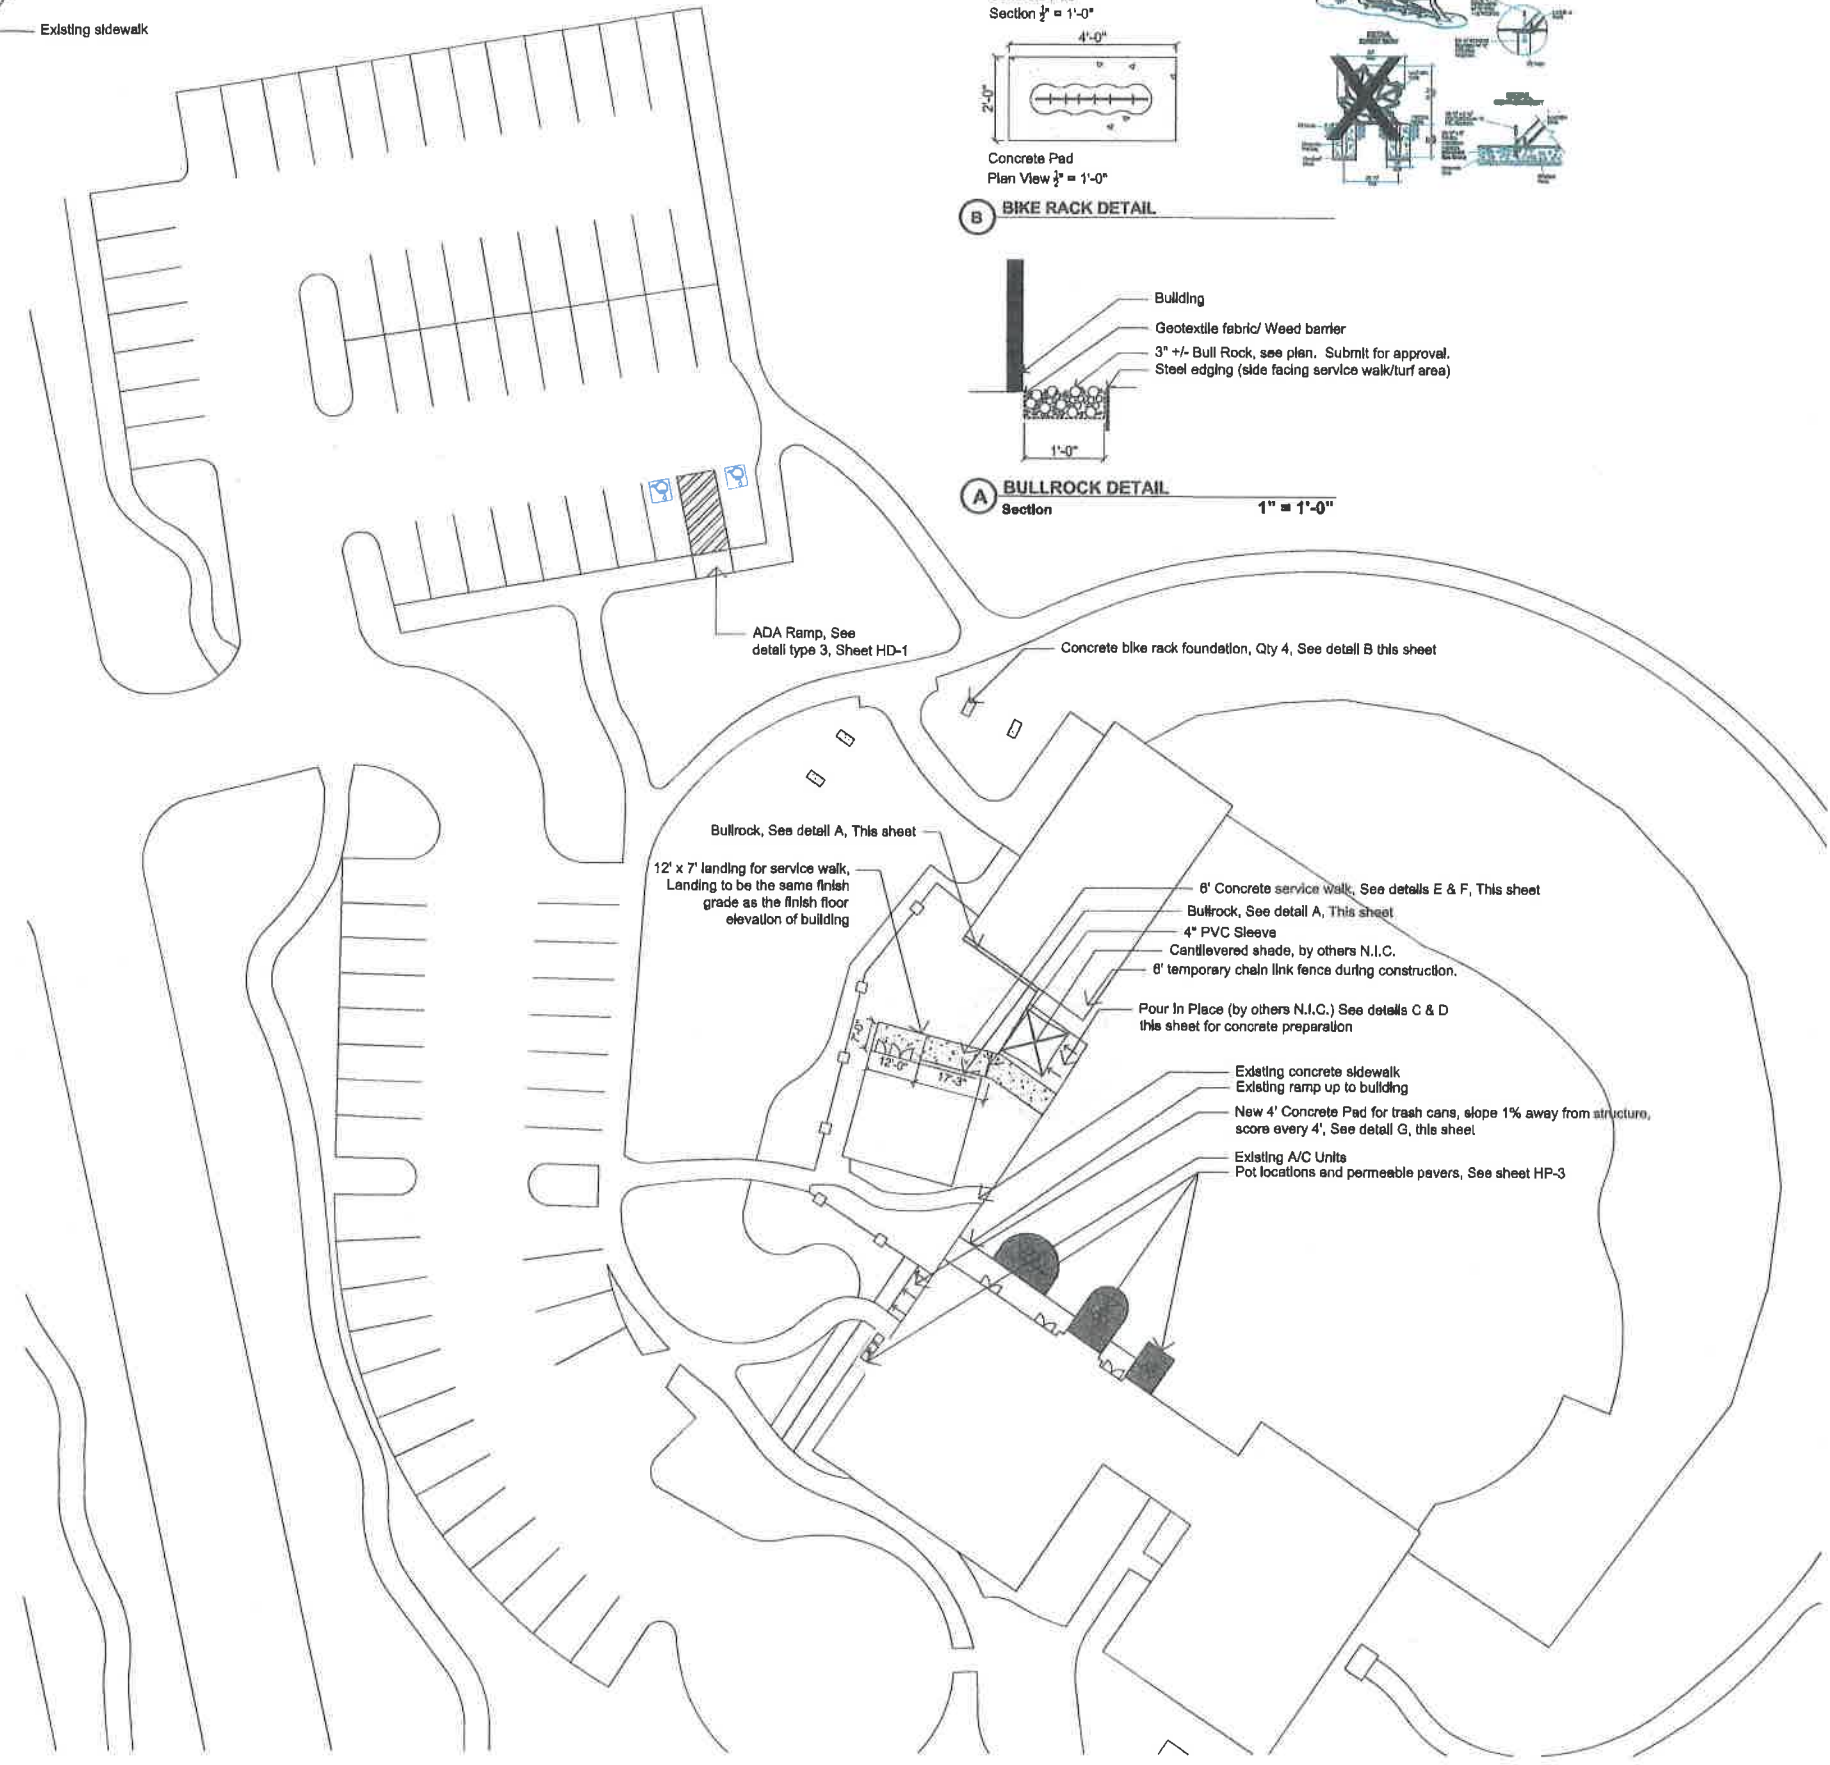 Existing sidewalk
Section ½" = 1'-0"
4'-0"
2'-0"
Concrete Pad
Plan View ½" = 1'-0"
B BIKE RACK DETAIL
Building
Geotextile fabric/ Weed barrier
3" +/- Bull Rock, see plan. Submit for approval.
Steel edging (side facing service walk/turf area)
1'-0"
A BULLROCK DETAIL
Section 1" = 1'-0"
ADA Ramp, See
detail type 3, Sheet HD-1
Concrete bike rack foundation, Qty 4, See detail B this sheet
Bullrock, See detail A, This sheet
12' x 7' landing for service walk,
Landing to be the same finish
grade as the finish floor
elevation of building
6' Concrete service walk, See details E & F, This sheet
Bullrock, See detail A, This sheet
4" PVC Sleeve
Cantilevered shade, by others N.I.C.
6' temporary chain link fence during construction.
Pour in Place (by others N.I.C.) See details C & D
this sheet for concrete preparation
7'-0"
12'-0"
17'-3"
Existing concrete sidewalk
Existing ramp up to building
New 4' Concrete Pad for trash cans, slope 1% away from structure,
score every 4', See detail G, this sheet
Existing A/C Units
Pot locations and permeable pavers, See sheet HP-3